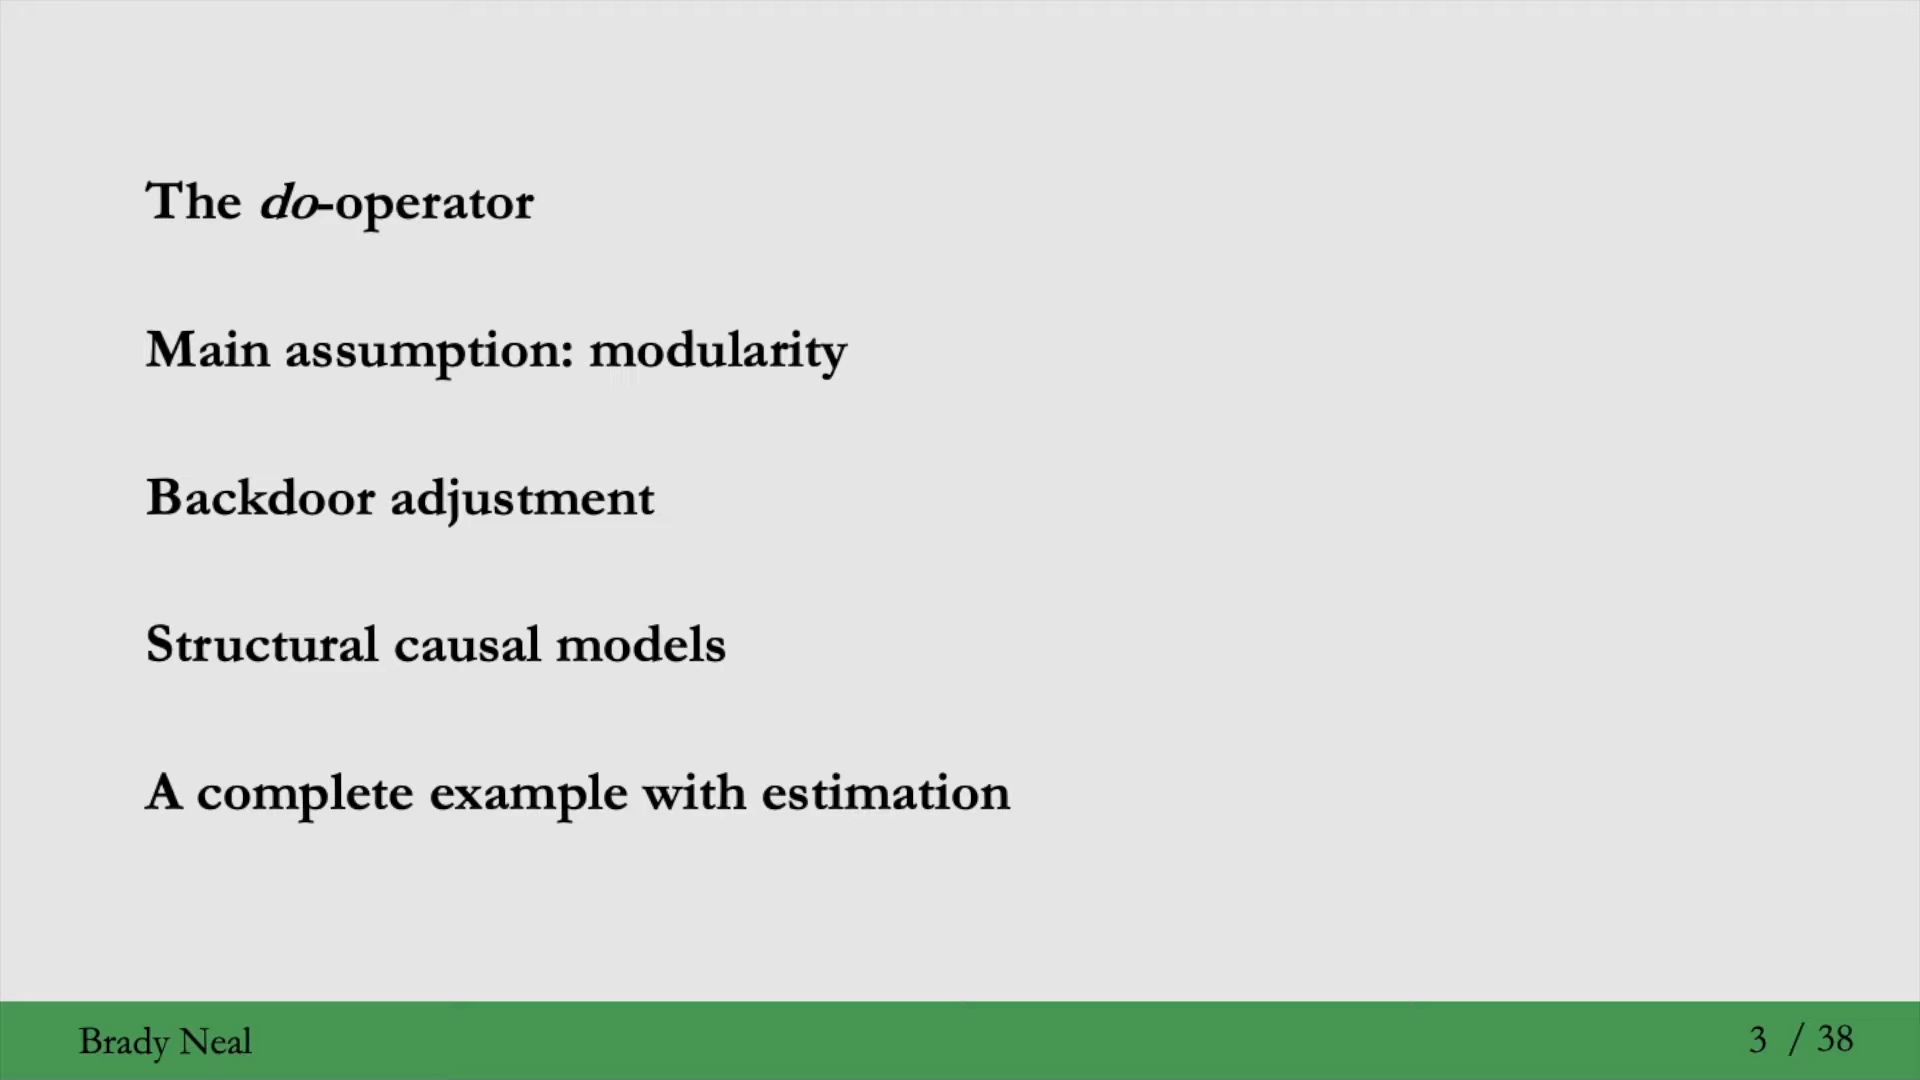 The do-operator
Main assumption: modularity
Backdoor adjustment
Structural causal models
A complete example with estimation
Brady Neal
3 / 38